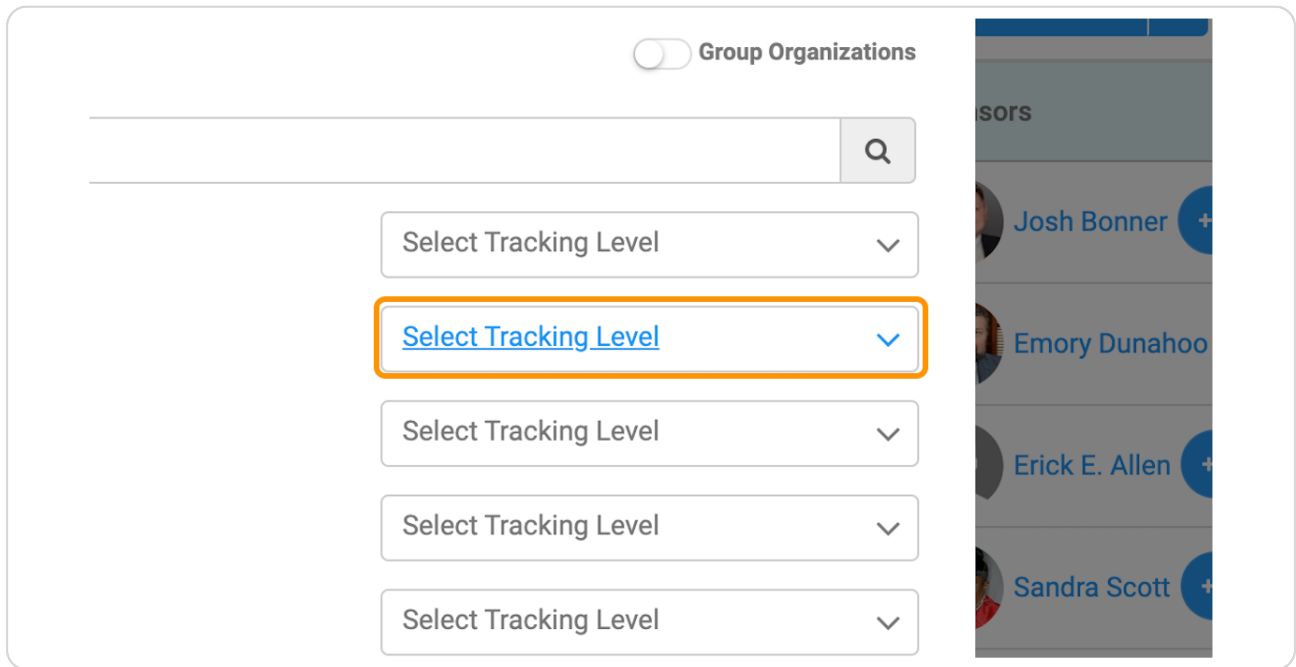 Group Organizations
Select Tracking Level
Select Tracking Level
Select Tracking Level
Select Tracking Level
Select Tracking Level
sors
Josh Bonner
Emory Dunahoo
Erick E. Allen
Sandra Scott